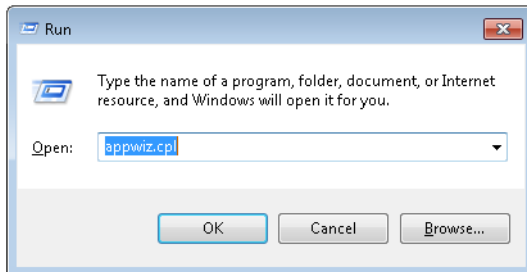 Run
Type the name of a program, folder, document, or Internet
resource, and Windows will open it for you.
Open: appwiz.cpl
OK Cancel Browse...